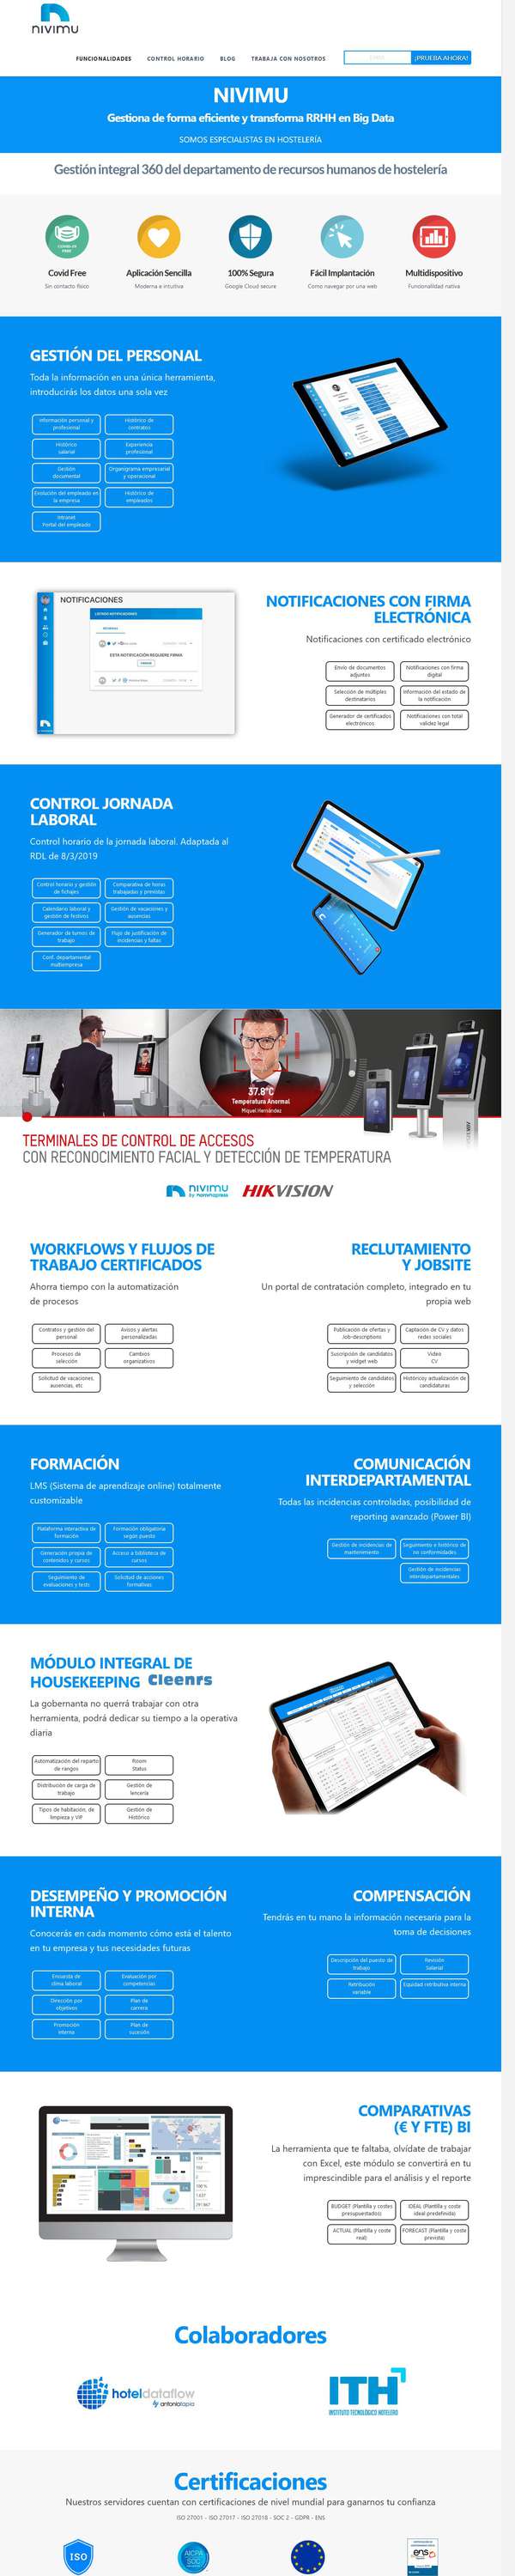 nivimu
FUNCIONALIDADES CONTROL HORARIO BLOG TRABAJA CON NOSOTROS
¡PRUEBA AHORA!
NIVIMU
Gestiona de forma eficiente y transforma RRHH en Big Data
SOMOS ESPECIALISTAS EN HOSTELERÍA
Gestión integral 360 del departamento de recursos humanos de hostelería
Covid Free
Sin contacto físico
Aplicación Sencilla
Moderna e intuitiva
100% Segura
Google Cloud secure
Fácil Implantación
Como navegar por una web
Multidispositivo
Funcionalidad nativa
GESTIÓN DEL PERSONAL
Toda la información en una única herramienta,
introducirás los datos una sola vez
Información personal y
profesional
Histórico de
contratos
Histórico
salarial
Experiencia
profesional
Gestión
documental
Organigrama empresarial
y operacional
Evolución del empleado en
la empresa
Histórico de
empleados
Intranet
Portal del empleado
NOTIFICACIONES
LISTADO NOTIFICACIONES
ESTA NOTIFICACIÓN REQUIERE FIRMA
NOTIFICACIONES CON FIRMA
ELECTRÓNICA
Notificaciones con certificado electrónico
Envío de documentos
adjuntos
Notificaciones con firma
digital
Selección de múltiples
destinatarios
Información del estado de
la notificación
Generador de certificados
electrónicos
Notificaciones con total
validez legal
CONTROL JORNADA
LABORAL
Control horario de la jornada laboral. Adaptada al
RDL de 8/3/2019
Control horario y gestión
de fichajes
Comparativa de horas
trabajadas y previstas
Calendario laboral y
gestión de festivos
Gestión de vacaciones y
ausencias
Generador de turnos de
trabajo
Flujo de justificación de
incidencias y faltas
Conf. departamental
multiempresa
37.8°C
Temperatura Anormal
Miquel Hernández
TERMINALES DE CONTROL DE ACCESOS
CON RECONOCIMIENTO FACIAL Y DETECCIÓN DE TEMPERATURA
nivimu
HIKVISION
WORKFLOWS Y FLUJOS DE
TRABAJO CERTIFICADOS
Ahorra tiempo con la automatización
de procesos
Contratos y gestión del
personal
Avisos y alertas
personalizadas
Procesos de
selección
Cambios
organizativos
Solicitud de vacaciones,
ausencias, etc
RECLUTAMIENTO
Y JOBSITE
Un portal de contratación completo, integrado en tu
propia web
Publicación de ofertas y
Job-descriptions
Captación de CV y datos
redes sociales
Suscripción de candidatos
y widget web
Video
CV
Seguimiento de candidatos
y selección
Histórico y actualización de
candidaturas
FORMACIÓN
LMS (Sistema de aprendizaje online) totalmente
customizable
Plataforma interactiva de
formación
Formación obligatoria
según puesto
Generación propia de
contenidos y cursos
Acceso a biblioteca de
cursos
Seguimiento de
evaluaciones y tests
Solicitud de acciones
formativas
COMUNICACIÓN
INTERDEPARTAMENTAL
Todas las incidencias controladas, posibilidad de
reporting avanzado (Power BI)
Gestión de incidencias de
mantenimiento
Seguimiento e histórico de
no conformidades
Gestión de incidencias
interdepartamentales
MÓDULO INTEGRAL DE
HOUSEKEEPING Cleenrs
La gobernanta no querrá trabajar con otra
herramienta, podrá dedicar su tiempo a la operativa
diaria
Automatización del reparto
de rangos
Room
Status
Distribución de carga de
trabajo
Gestión de
lencería
Tipos de habitación, de
limpieza y VIP
Gestión de
Histórico
DESEMPEÑO Y PROMOCIÓN
INTERNA
Conocerás en cada momento cómo está el talento
en tu empresa y tus necesidades futuras
Encuesta de
clima laboral
Evaluación por
competencias
Dirección por
objetivos
Plan de
carrera
Promoción
interna
Plan de
sucesión
COMPENSACIÓN
Tendrás en tu mano la información necesaria para la
toma de decisiones
Descripción del puesto de
trabajo
Revisión
Salarial
Retribución
variable
Equidad retributiva interna
COMPARATIVAS
(€ Y FTE) BI
La herramienta que te faltaba, olvídate de trabajar
con Excel, este módulo se convertirá en tu
imprescindible para el análisis y el reporte
BUDGET (Plantilla y costes
presupuestados)
IDEAL (Plantilla y coste
ideal predefinida)
ACTUAL (Plantilla y coste
real)
FORECAST (Plantilla y coste
prevista)
Colaboradores
hoteldataflow
by antoniotapia
ITH
INSTITUTO TECNOLÓGICO HOTELERO
Certificaciones
Nuestros servidores cuentan con certificaciones de nivel mundial para ganarnos tu confianza
ISO 27001 - ISO 27017 - ISO 27018 - SOC 2 - GDPR - ENS
ISO
AICPA
SOC
ens